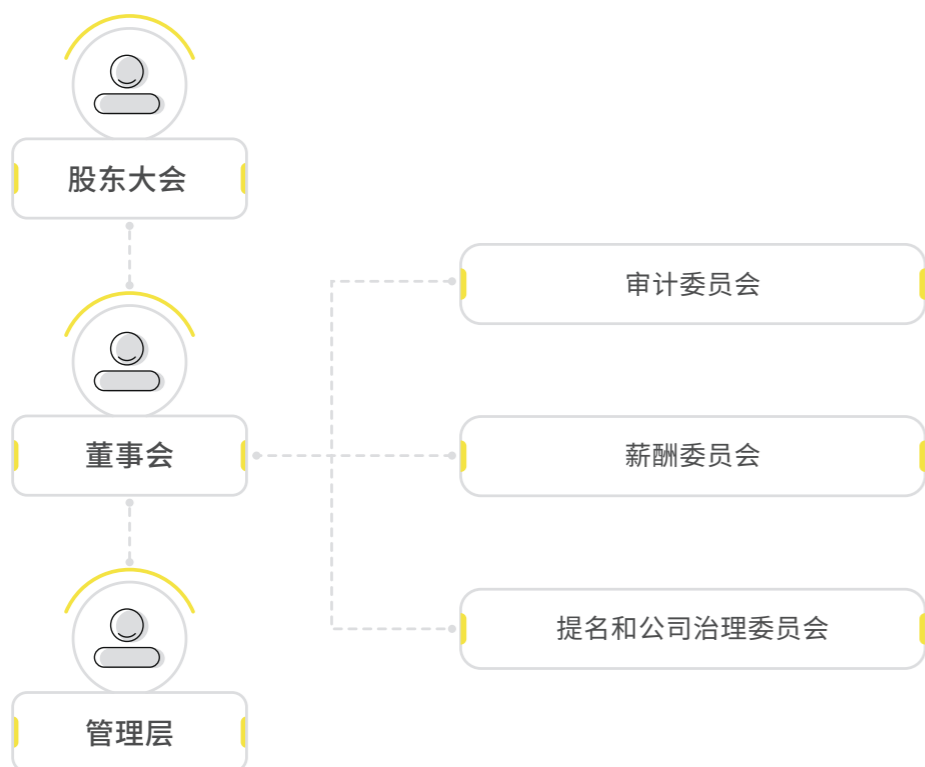 股东大会
审计委员会
董事会
薪酬委员会
提名和公司治理委员会
管理层